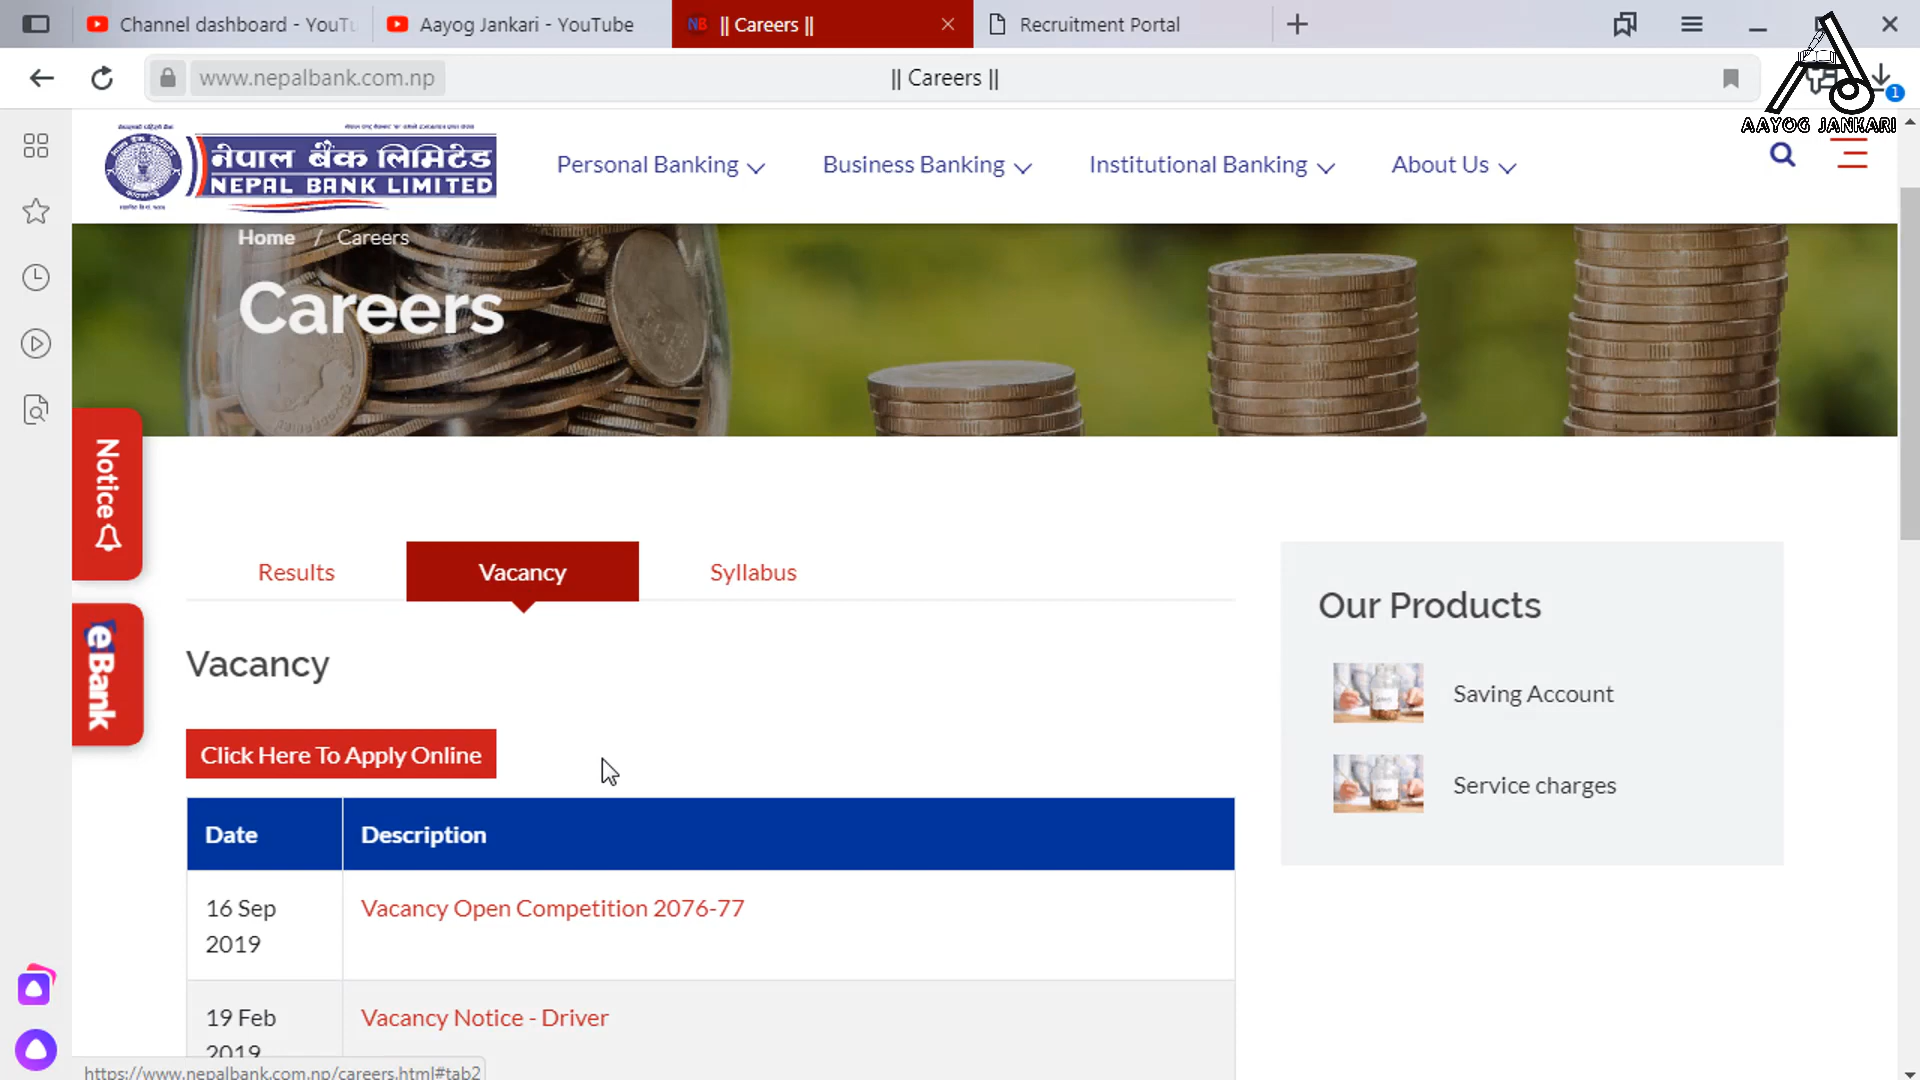 Channel dashboard - YouTu
Aayog Jankari - YouTube
|| Careers ||
Recruitment Portal
www.nepalbank.com.np
|| Careers ||
1
AAYOG JANKARI
नेपाल बैंक लिमिटेड
NEPAL BANK LIMITED
Personal Banking
Business Banking
Institutional Banking
About Us
Home / Careers
Careers
Notice
eBank
Results
Vacancy
Syllabus
Vacancy
Click Here To Apply Online
Date
Description
16 Sep
2019
Vacancy Open Competition 2076-77
19 Feb
2019
Vacancy Notice - Driver
Our Products
Saving Account
Service charges
https://www.nepalbank.com.np/careers.html#tab2